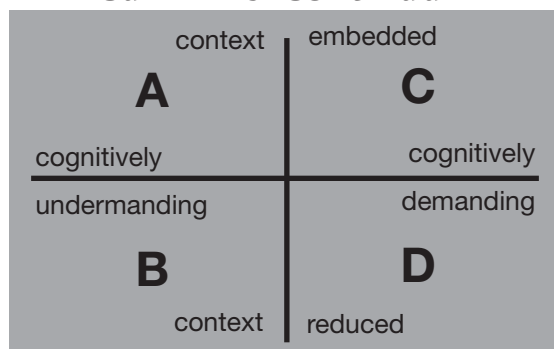 context embedded
A C
cognitively cognitively
undermanding demanding
B D
context reduced